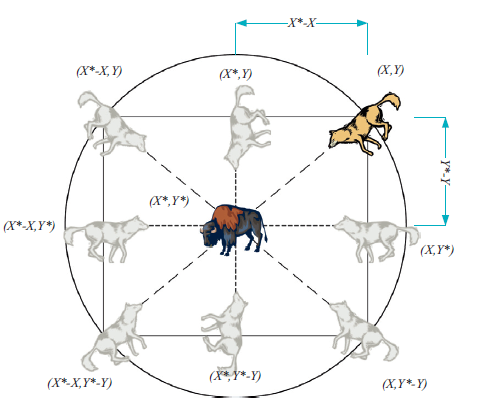 X*-X
(X*-X,Y)
(X*,Y)
(X,Y)
Y*-Y
(X*,Y*)
(X*-X,Y*)
(X,Y*)
(X*-X,Y*-Y)
(X*,Y*-Y)
(X,Y*-Y)